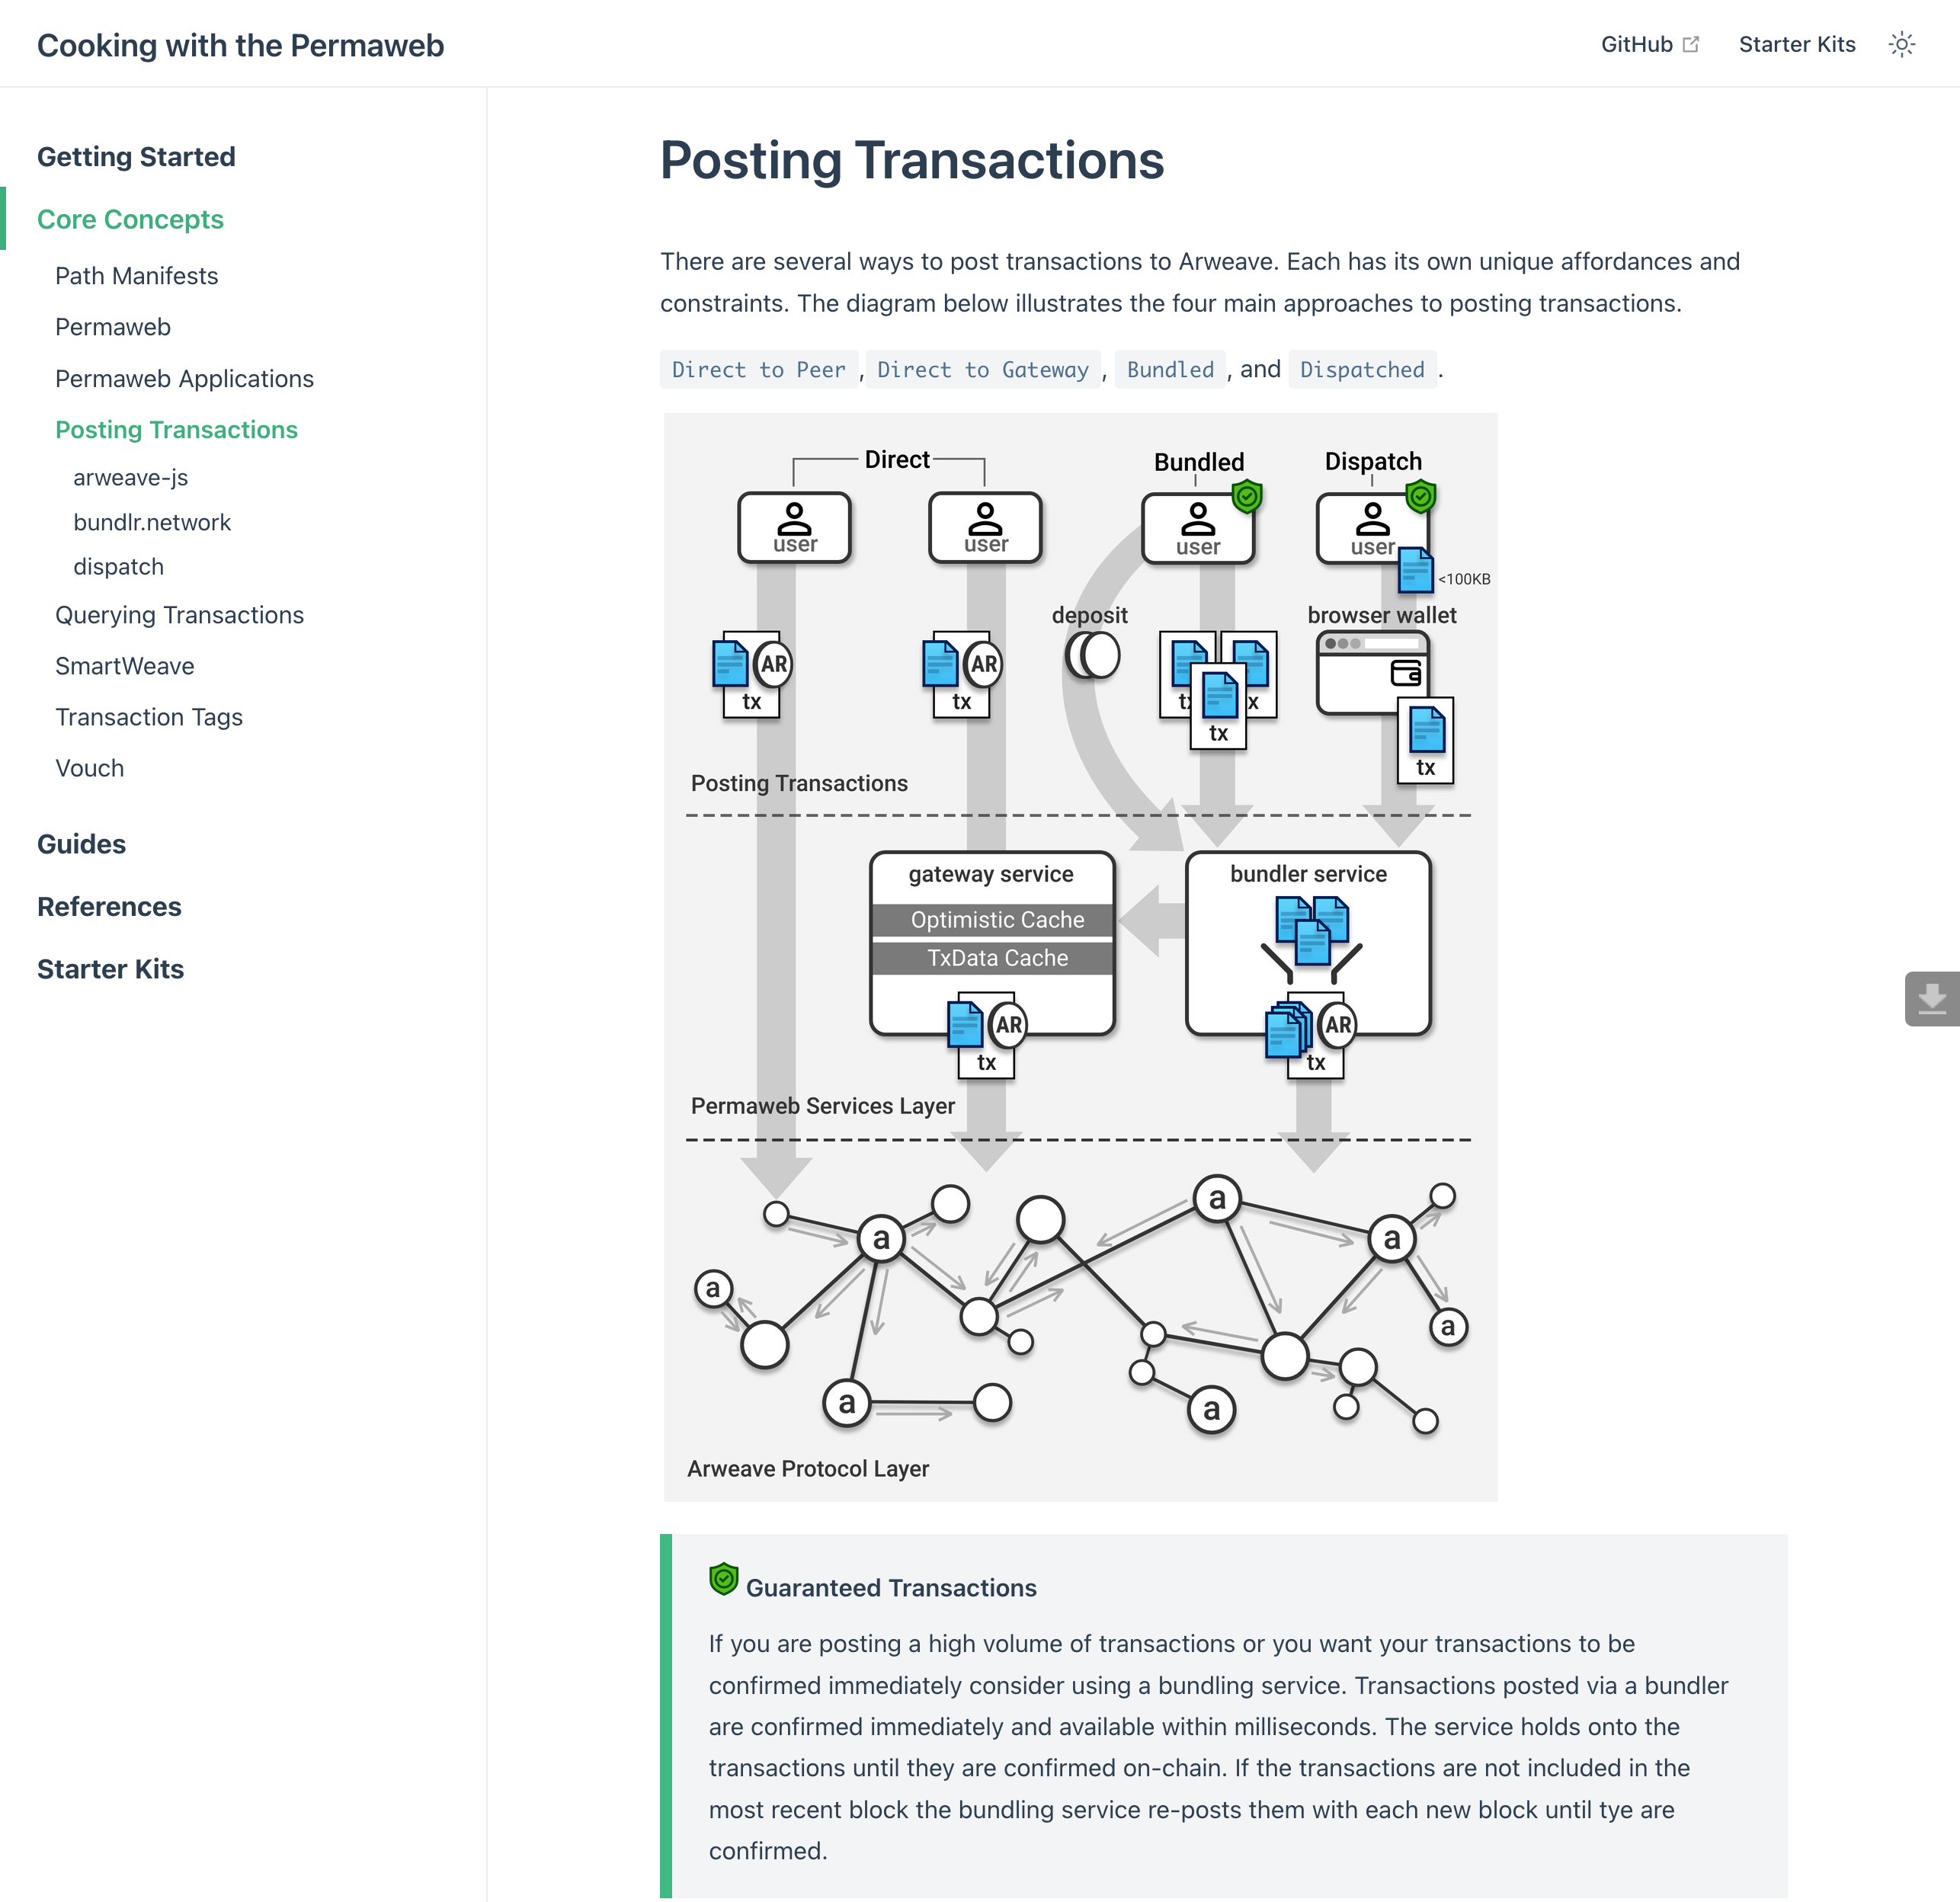 Cooking with the Permaweb
GitHub
Starter Kits
Getting Started
Core Concepts
Path Manifests
Permaweb
Permaweb Applications
Posting Transactions
arweave-js
bundlr.network
dispatch
Querying Transactions
SmartWeave
Transaction Tags
Vouch
Guides
References
Starter Kits
Posting Transactions
There are several ways to post transactions to Arweave. Each has its own unique affordances and
constraints. The diagram below illustrates the four main approaches to posting transactions.
Direct to Peer, Direct to Gateway, Bundled, and Dispatched.
Direct
Bundled
Dispatch
user
user
user
user
<100KB
deposit
browser wallet
AR
tx
AR
tx
tx
x
tx
tx
Posting Transactions
gateway service
Optimistic Cache
TxData Cache
AR
tx
bundler service
AR
tx
Permaweb Services Layer
a
a
a
a
a
a
a
Arweave Protocol Layer
Guaranteed Transactions
If you are posting a high volume of transactions or you want your transactions to be
confirmed immediately consider using a bundling service. Transactions posted via a bundler
are confirmed immediately and available within milliseconds. The service holds onto the
transactions until they are confirmed on-chain. If the transactions are not included in the
most recent block the bundling service re-posts them with each new block until tye are
confirmed.